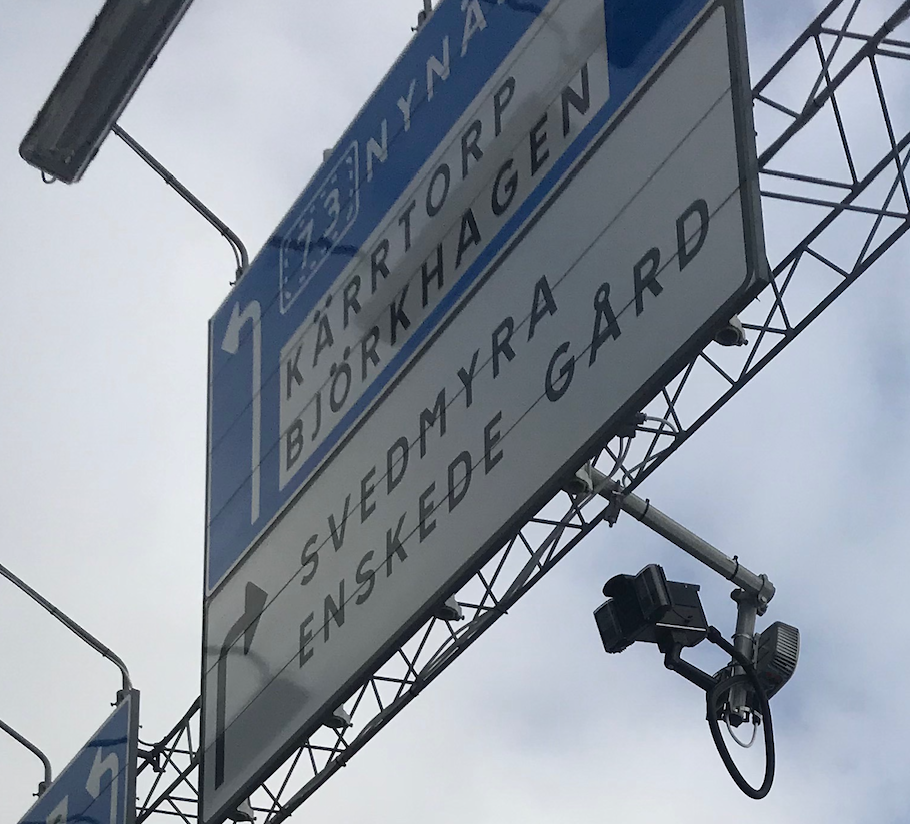 73 NYNÄ
KÄRRTORP
BJÖRKHAGEN
SVEDMYRA
ENSKEDE GÅRD